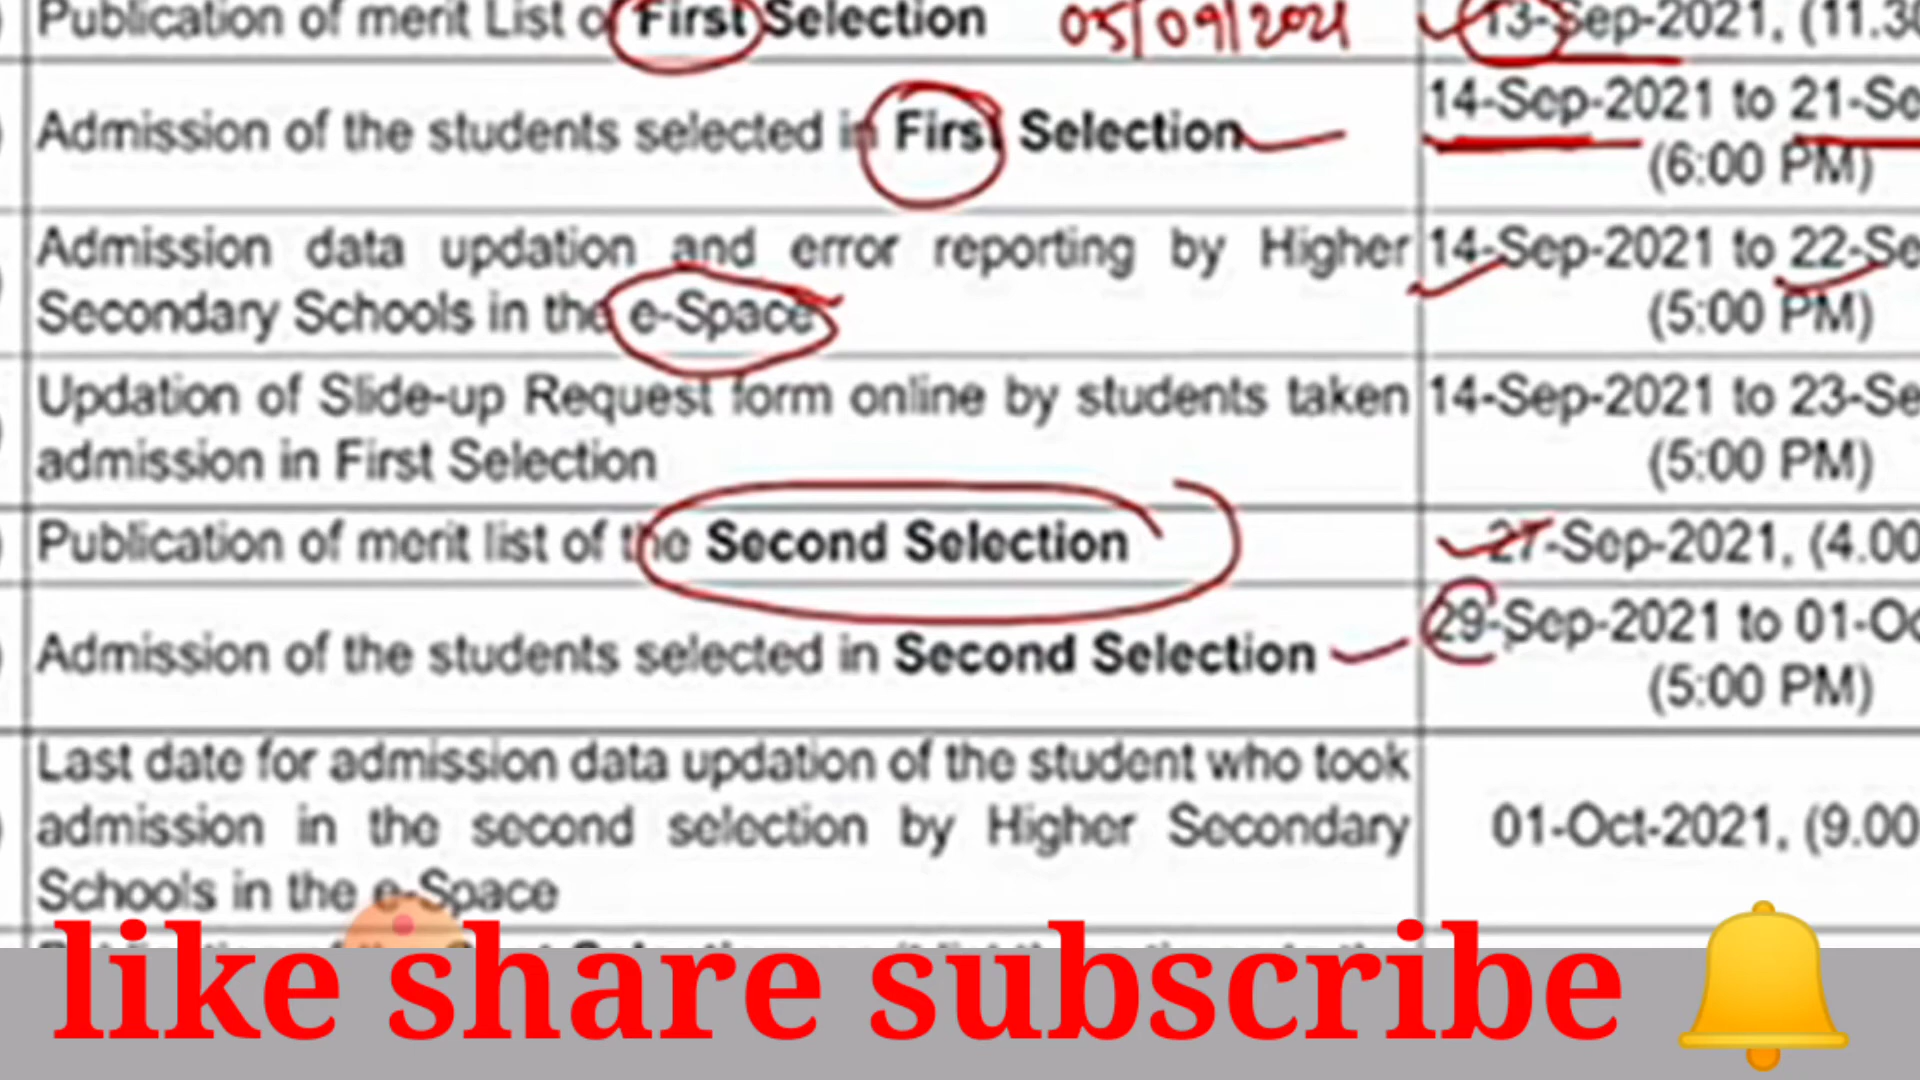 Publication of merit List o First Selection 05/09/2021 13-Sep-2021, (11.30
Admission of the students selected in First Selection
14-Sep-2021 to 21-Se
(6:00 PM)
Admission data updation and error reporting by Higher
Secondary Schools in the e-Space
14-Sep-2021 to 22-Se
(5:00 PM)
Updation of Slide-up Request form online by students taken
admission in First Selection
14-Sep-2021 to 23-Se
(5:00 PM)
Publication of merit list of the Second Selection 27-Sep-2021, (4.00
Admission of the students selected in Second Selection
29-Sep-2021 to 01-Oc
(5:00 PM)
Last date for admission data updation of the student who took
admission in the second selection by Higher Secondary
Schools in the e-Space
01-Oct-2021, (9.00
like share subscribe